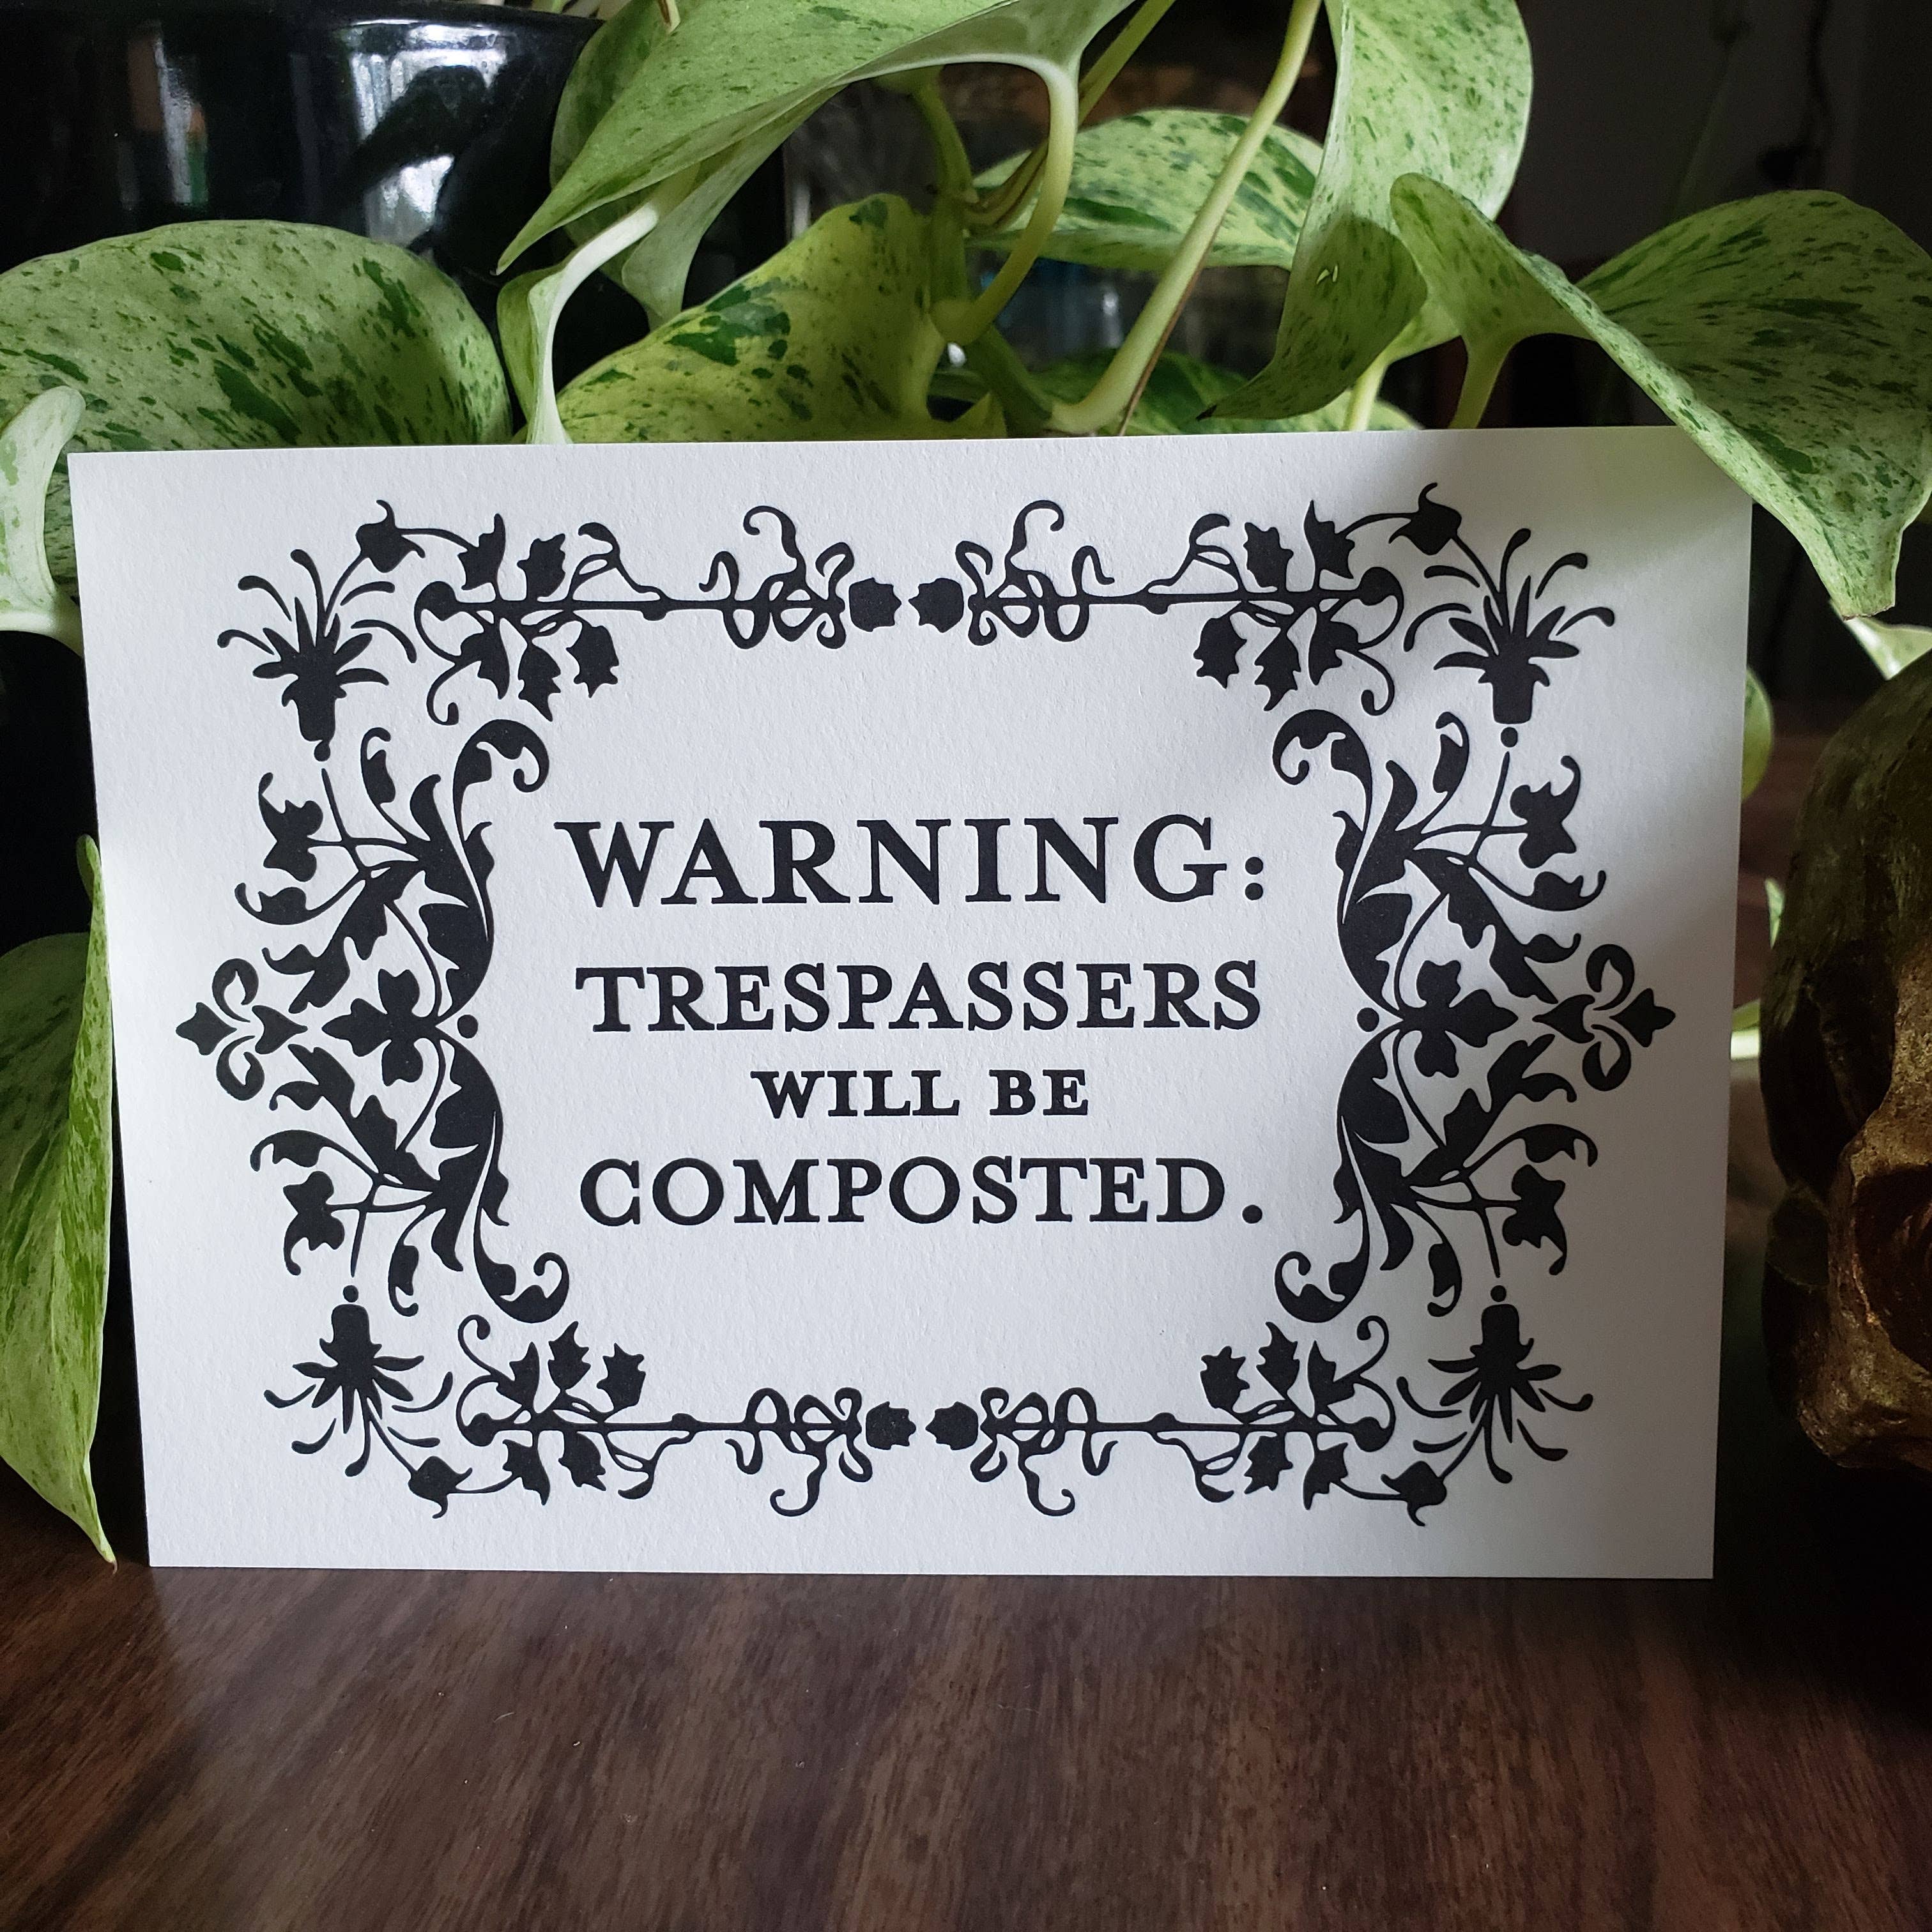 WARNING:
TRESPASSERS
WILL BE
COMPOSTED.